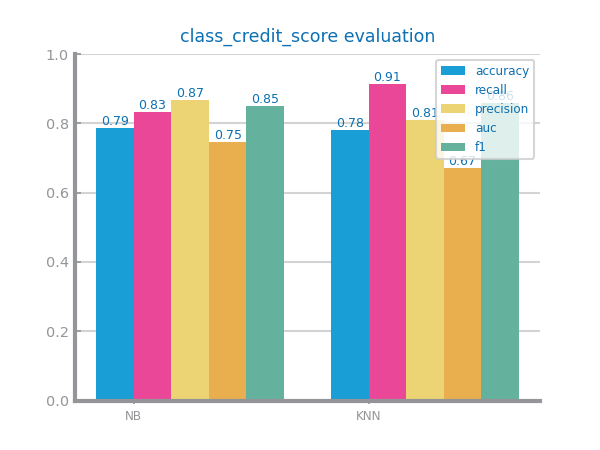 class_credit_score evaluation
1.0
0.8
0.6
0.4
0.2
0.0
0.79
0.83
0.87
0.75
0.85
0.78
0.91
0.81
0.67
0.86
accuracy
recall
precision
auc
f1
NB
KNN